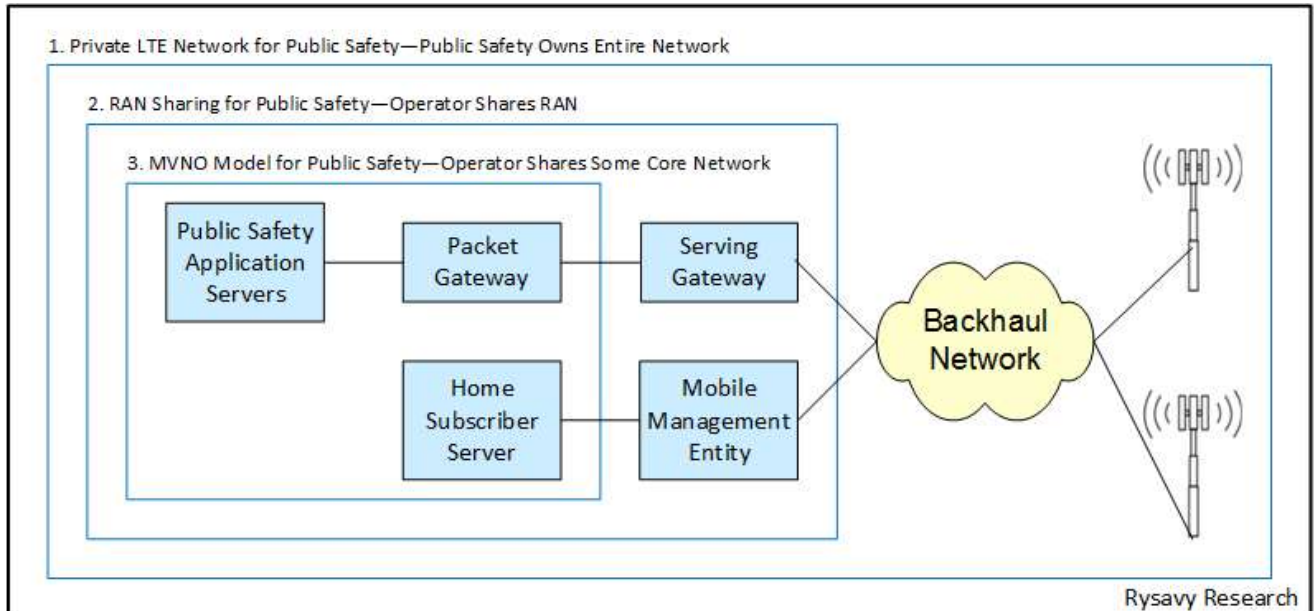 1. Private LTE Network for Public Safety—Public Safety Owns Entire Network
2. RAN Sharing for Public Safety—Operator Shares RAN
3. MVNO Model for Public Safety—Operator Shares Some Core Network
Public Safety
Application
Servers
Packet
Gateway
Serving
Gateway
Backhaul
Network
Home
Subscriber
Server
Mobile
Management
Entity
Rysavy Research